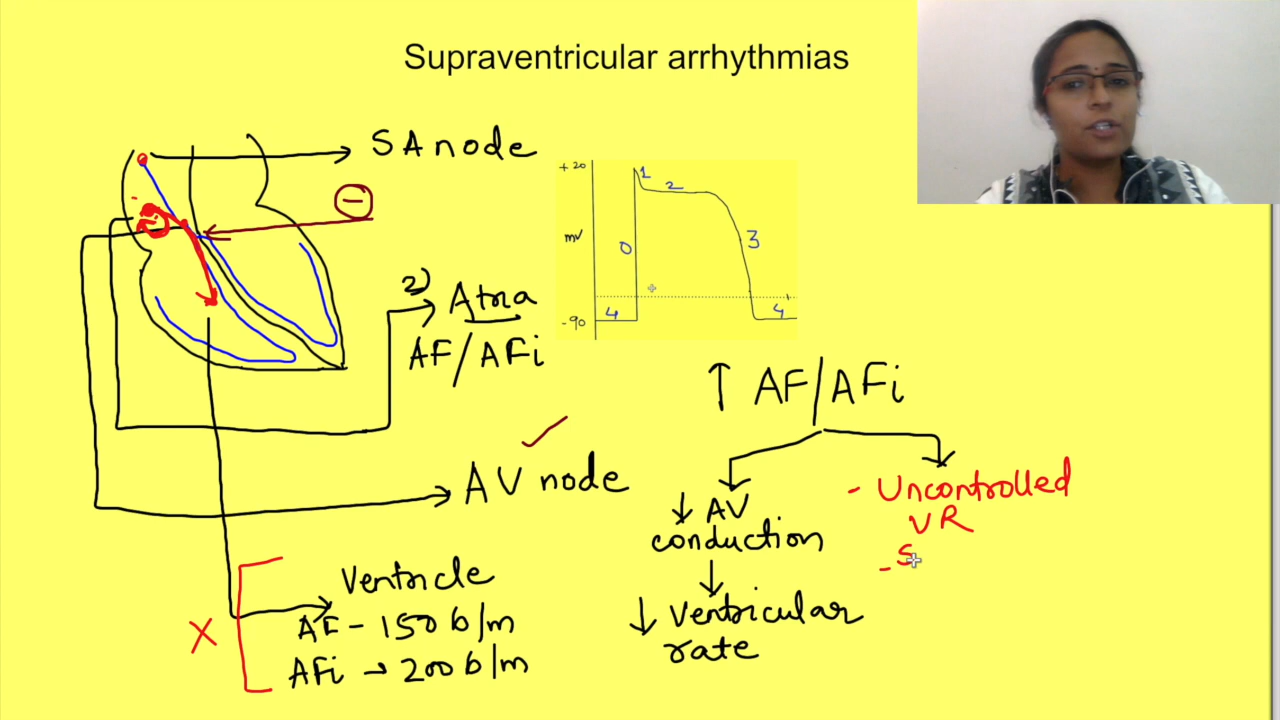 Supraventricular arrhythmias
SA node
−
+20
1
2
mV
0
3
4
4
-90
2)
Atria
AF/AFi
↑ AF/AFi
AV node
↓ AV
conduction
↓
↓ Ventricular
rate
- Uncontrolled
VR
- S
Ventricle
X
AF - 150 b/m
AFi → 200 b/m